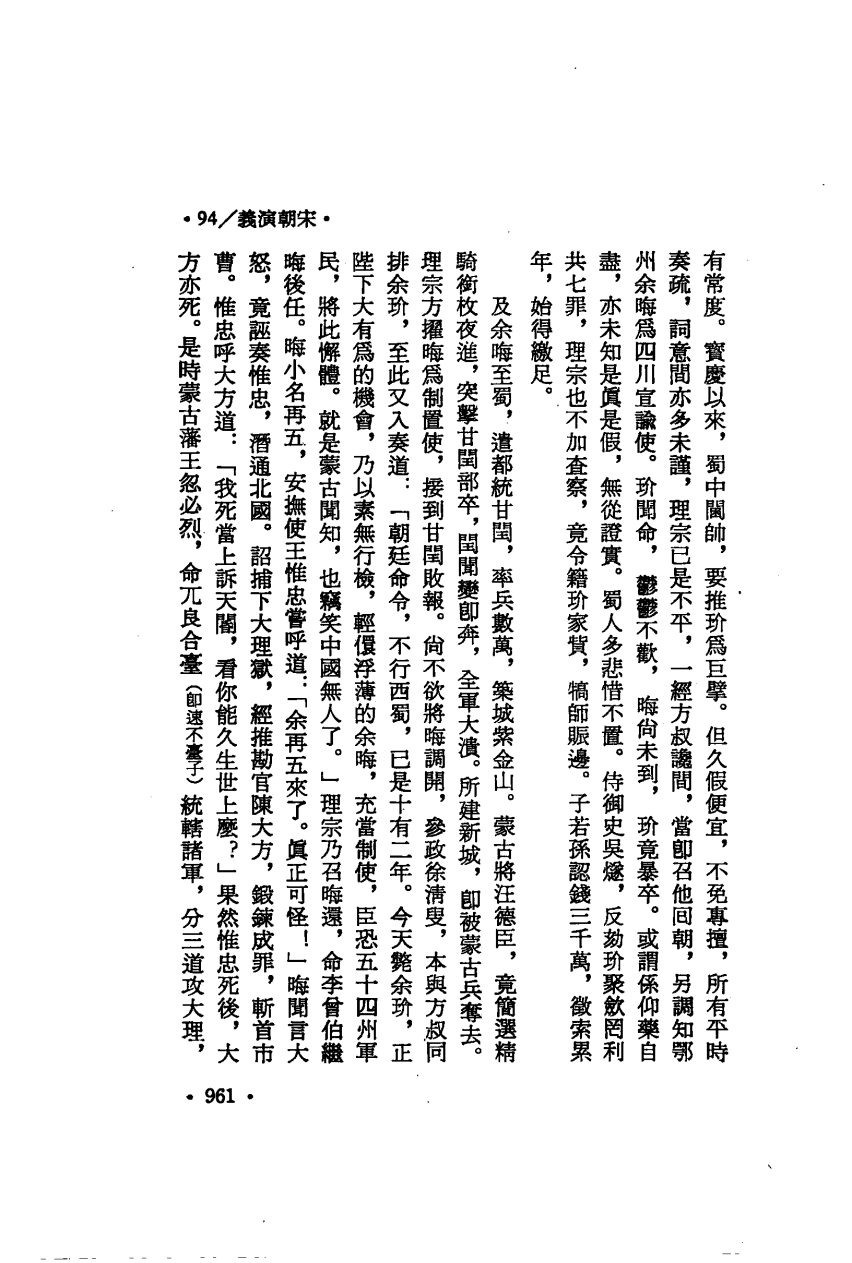 •94／義演朝宋•
有常度。寶慶以來，蜀中閫帥，要推玠爲巨擘。但久假便宜，不免專擅，所有平時
奏疏，詞意間亦多未謹，理宗已是不平，一經方叔讒間，當卽召他回朝，另調知鄂
州余晦爲四川宣諭使。玠聞命，鬱鬱不歡，晦尙未到，玠竟暴卒。或謂係仰藥自
盡，亦未知是眞是假，無從證實。蜀人多悲惜不置。侍御史吳燧，反劾玠聚斂罔利
共七罪，理宗也不加查察，竟令籍玠家貲，犒師賑邊。子若孫認錢三千萬，徵索累
年，始得繳足。
及余晦至蜀，遣都統甘閏，率兵數萬，築城紫金山。蒙古將汪德臣，竟簡選精
騎銜枚夜進，突擊甘閏部卒，閏聞變卽奔，全軍大潰。所建新城，卽被蒙古兵奪去。
理宗方擢晦爲制置使，接到甘閏敗報。尙不欲將晦調開，參政徐淸叟，本與方叔同
排余玠，至此又入奏道：「朝廷命令，不行西蜀，已是十有二年。今天斃余玠，正
陛下大有爲的機會，乃以素無行檢，輕儇浮薄的余晦，充當制使，臣恐五十四州軍
民，將此懈體。就是蒙古聞知，也竊笑中國無人了。」理宗乃召晦還，命李曾伯繼
晦後任。晦小名再五，安撫使王惟忠嘗呼道：「余再五來了。眞正可怪！」晦聞言大
怒，竟誣奏惟忠，潛通北國。詔捕下大理獄，經推勘官陳大方，鍛鍊成罪，斬首市
曹。惟忠呼大方道：「我死當上訴天閽，看你能久生世上麼？」果然惟忠死後，大
方亦死。是時蒙古藩王忽必烈，命兀良合臺（卽速不臺子）統轄諸軍，分三道攻大理，
•961•